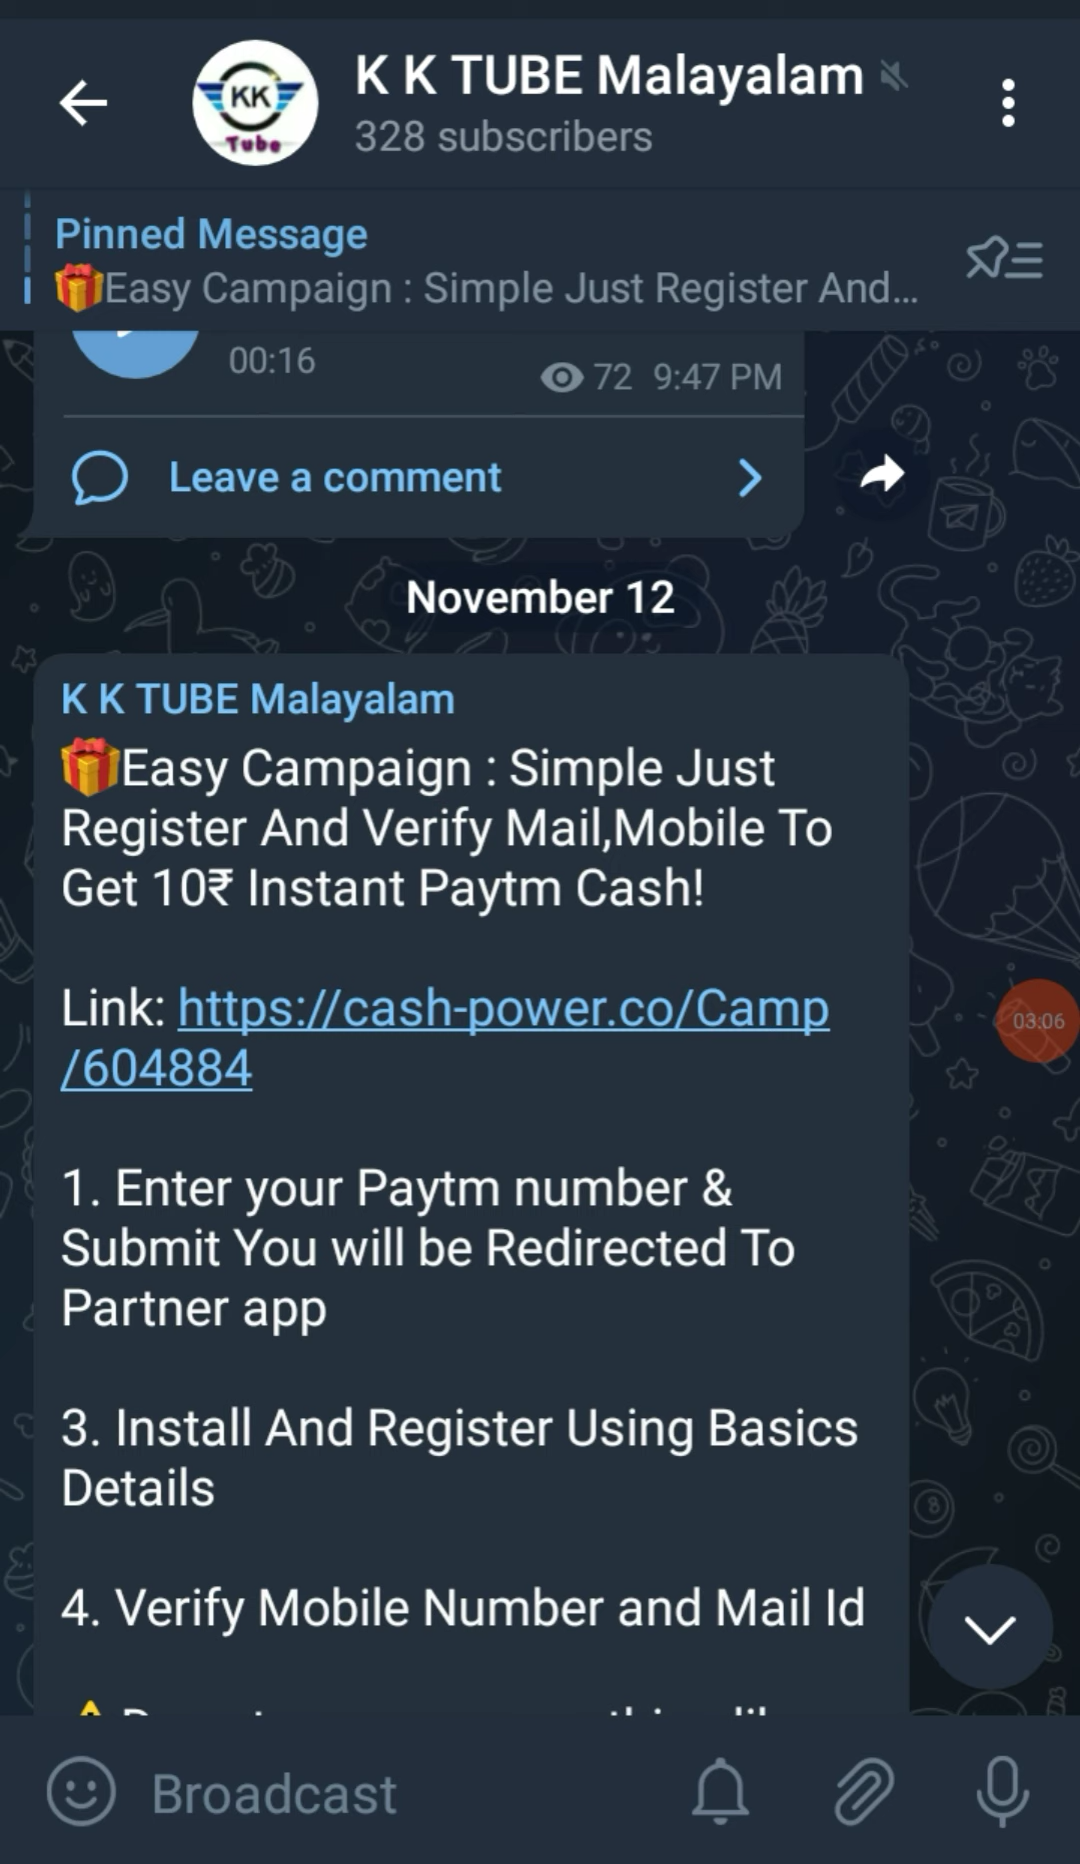 K K TUBE Malayalam
328 subscribers
KK
Tube
Pinned Message
🎁Easy Campaign : Simple Just Register And...
00:16
72 9:47 PM
Leave a comment
November 12
K K TUBE Malayalam
🎁Easy Campaign : Simple Just
Register And Verify Mail,Mobile To
Get 10₹ Instant Paytm Cash!
Link: https://cash-power.co/Camp
/604884
03:06
1. Enter your Paytm number &
Submit You will be Redirected To
Partner app
3. Install And Register Using Basics
Details
4. Verify Mobile Number and Mail Id
Broadcast